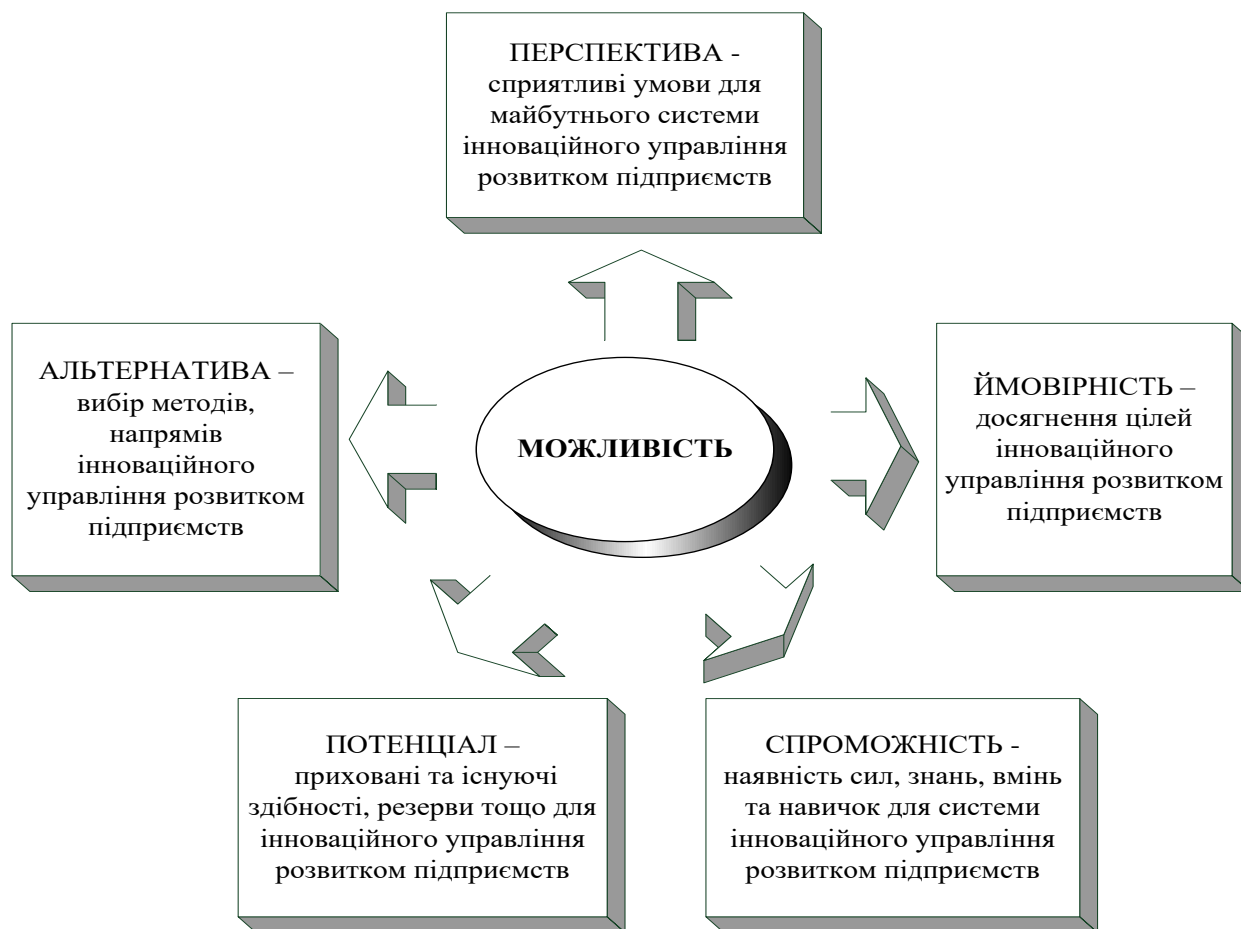 ПЕРСПЕКТИВА -
сприятливі умови для
майбутнього системи
інноваційного управління
розвитком підприємств
АЛЬТЕРНАТИВА –
вибір методів,
напрямів
інноваційного
управління розвитком
підприємств
МОЖЛИВІСТЬ
ЙМОВІРНІСТЬ –
досягнення цілей
інноваційного
управління розвитком
підприємств
ПОТЕНЦІАЛ –
приховані та існуючі
здібності, резерви тощо для
інноваційного управління
розвитком підприємств
СПРОМОЖНІСТЬ -
наявність сил, знань, вмінь
та навичок для системи
інноваційного управління
розвитком підприємств